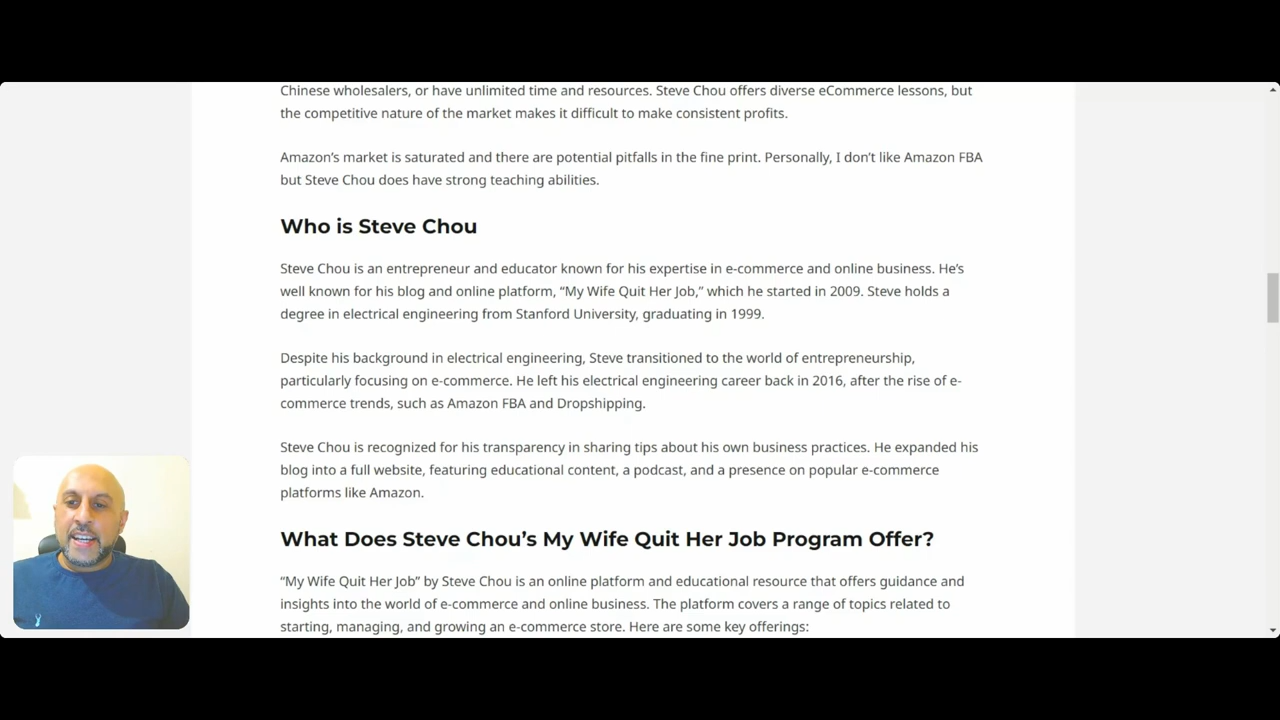 Chinese wholesalers, or have unlimited time and resources. Steve Chou offers diverse eCommerce lessons, but
the competitive nature of the market makes it difficult to make consistent profits.
Amazon’s market is saturated and there are potential pitfalls in the fine print. Personally, I don’t like Amazon FBA
but Steve Chou does have strong teaching abilities.
Who is Steve Chou
Steve Chou is an entrepreneur and educator known for his expertise in e-commerce and online business. He’s
well known for his blog and online platform, “My Wife Quit Her Job,” which he started in 2009. Steve holds a
degree in electrical engineering from Stanford University, graduating in 1999.
Despite his background in electrical engineering, Steve transitioned to the world of entrepreneurship,
particularly focusing on e-commerce. He left his electrical engineering career back in 2016, after the rise of e-
commerce trends, such as Amazon FBA and Dropshipping.
Steve Chou is recognized for his transparency in sharing tips about his own business practices. He expanded his
blog into a full website, featuring educational content, a podcast, and a presence on popular e-commerce
platforms like Amazon.
What Does Steve Chou’s My Wife Quit Her Job Program Offer?
“My Wife Quit Her Job” by Steve Chou is an online platform and educational resource that offers guidance and
insights into the world of e-commerce and online business. The platform covers a range of topics related to
starting, managing, and growing an e-commerce store. Here are some key offerings: